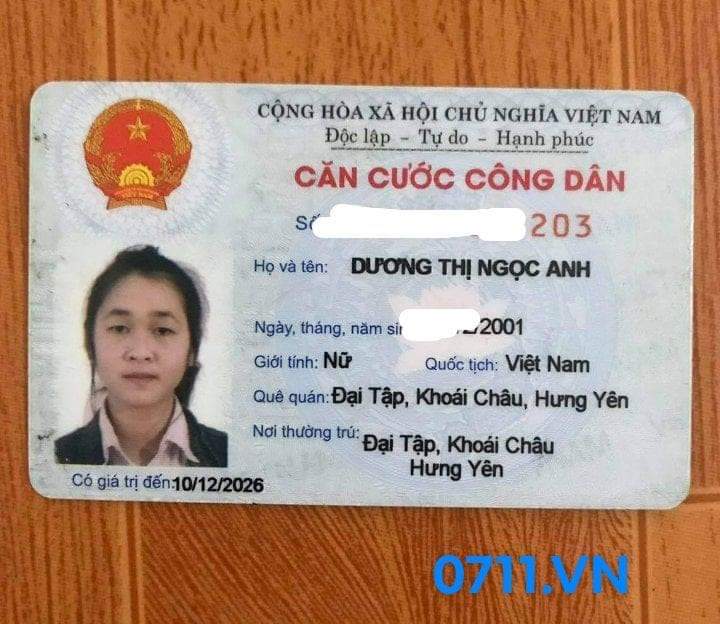 CỘNG HÒA XÃ HỘI CHỦ NGHĨA VIỆT NAM
Độc lập - Tự do - Hạnh phúc
CĂN CƯỚC CÔNG DÂN
Số 203
Họ và tên: DƯƠNG THỊ NGỌC ANH
Ngày, tháng, năm 2001
Giới tính: Nữ Quốc tịch: Việt Nam
Quê quán: Đại Tập, Khoái Châu, Hưng Yên
Nơi thường trú: Đại Tập, Khoái Châu
Hưng Yên
Có giá trị đến: 10/12/2026
0711.VN